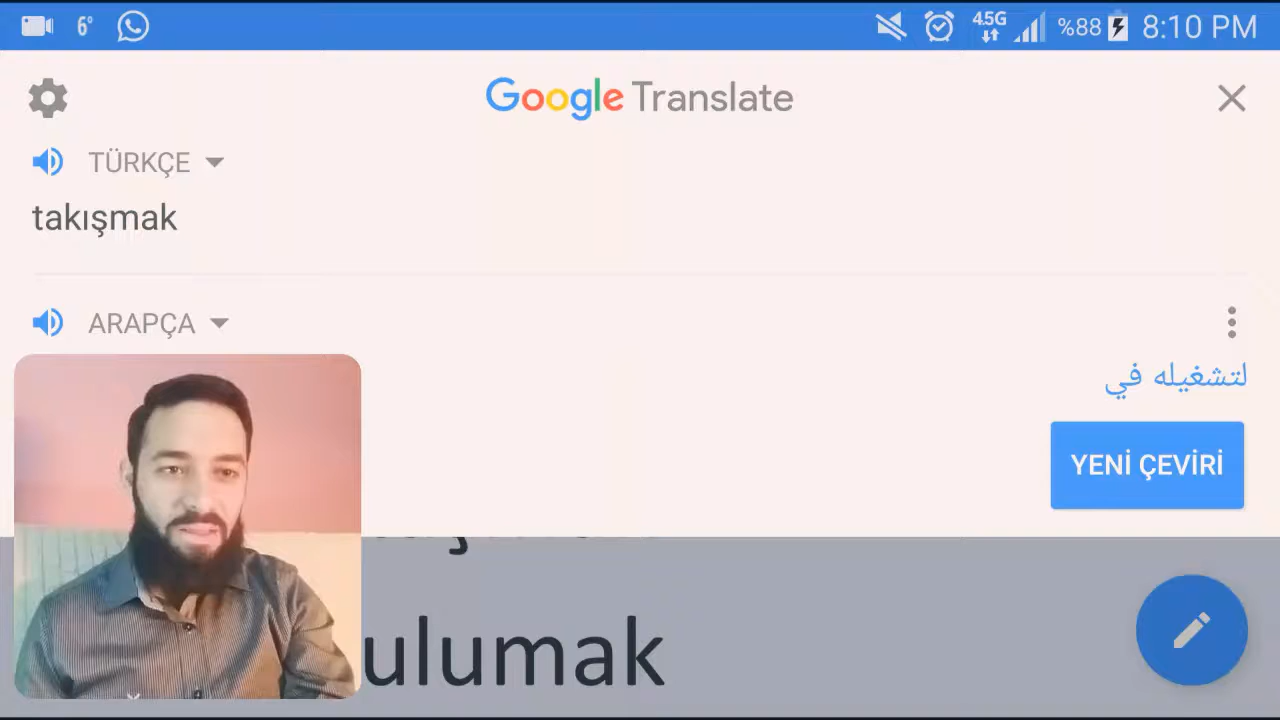 6° 4.5G %88 8:10 PM
Google Translate
TÜRKÇE
takışmak
ARAPÇA
لتشغيله في
YENİ ÇEVİRİ
ulumak